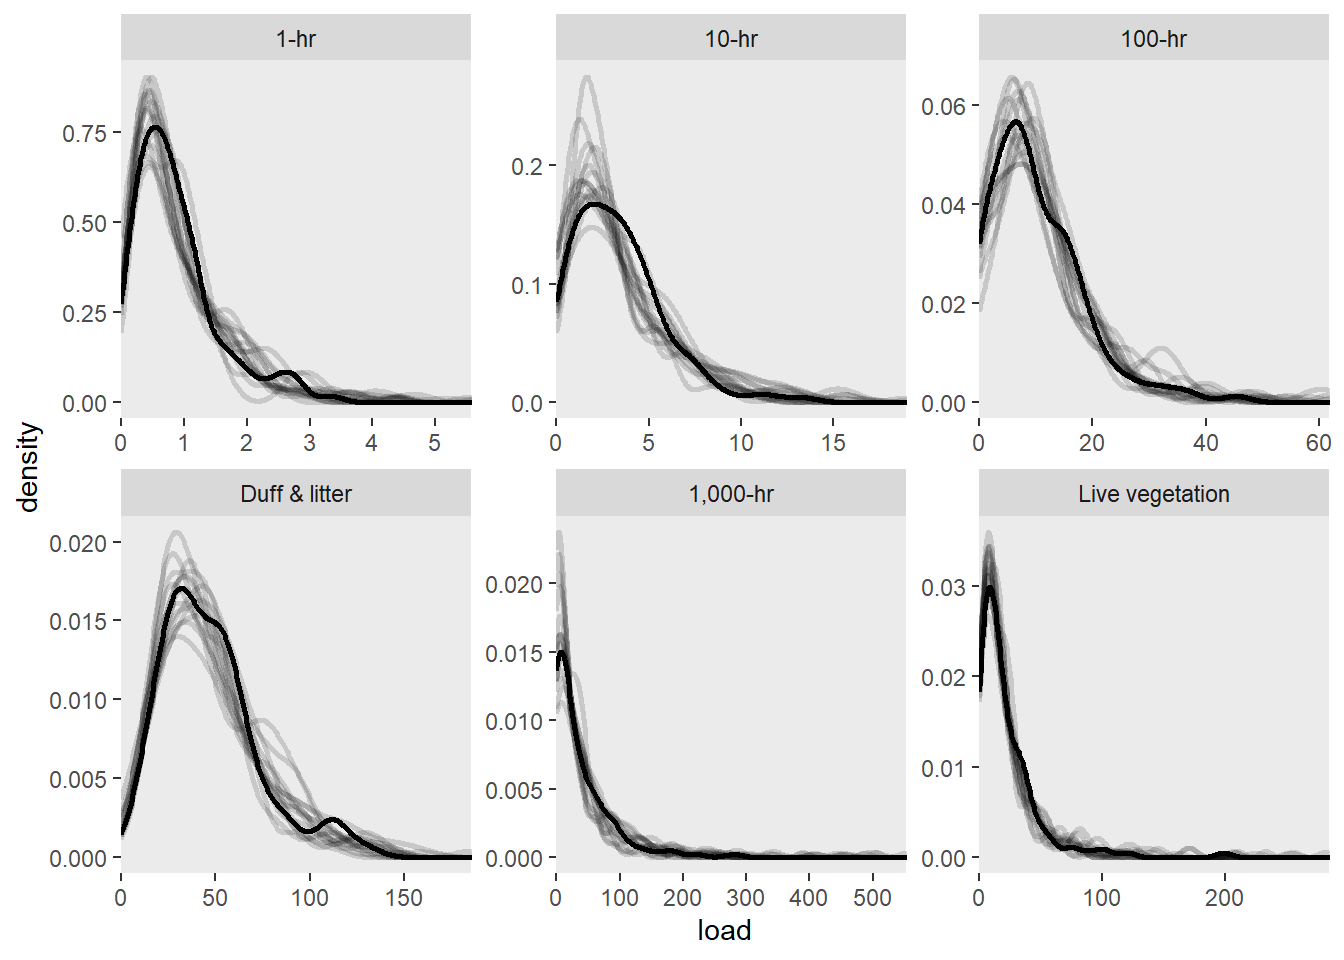 1-hr
10-hr
100-hr
0.75
0.50
0.25
0.00
0.2
0.1
0.0
0.06
0.04
0.02
0.00
0 1 2 3 4 5
0 5 10 15
0 20 40 60
density
Duff & litter
1,000-hr
Live vegetation
0.020
0.015
0.010
0.005
0.000
0.020
0.015
0.010
0.005
0.000
0.03
0.02
0.01
0.00
0 50 100 150
0 100 200 300 400 500
0 100 200
load